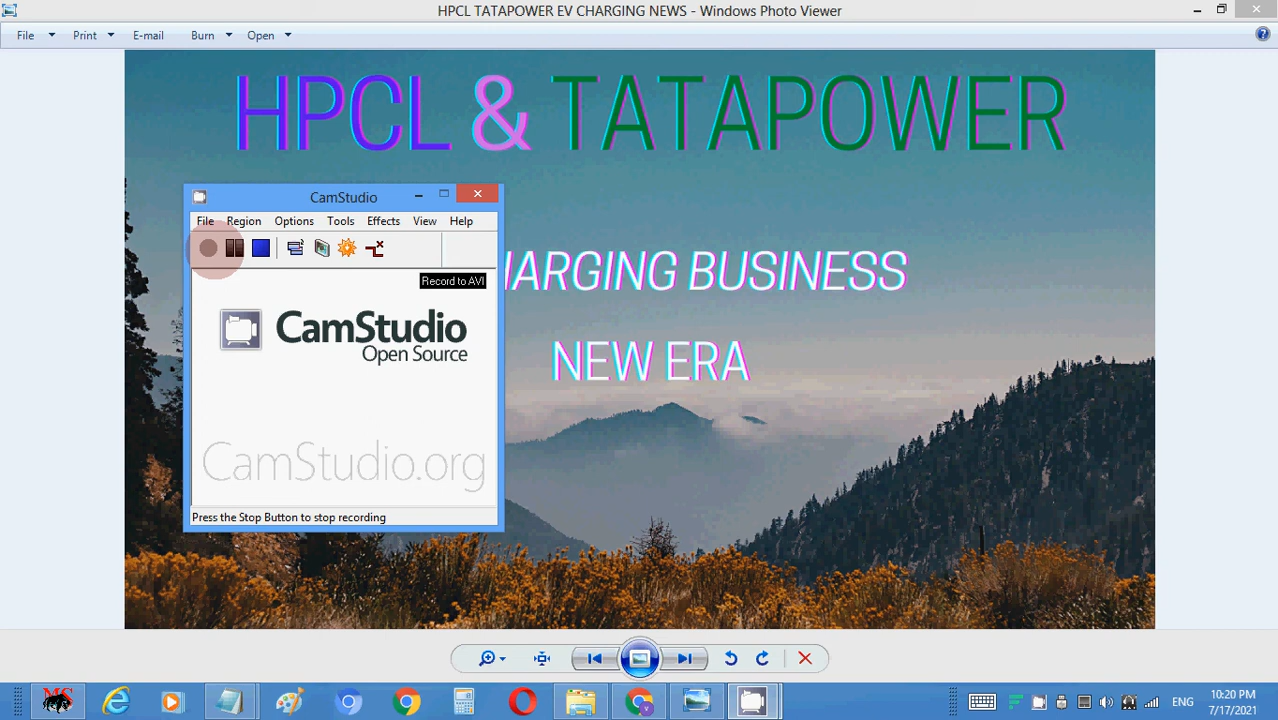 HPCL TATAPOWER EV CHARGING NEWS - Windows Photo Viewer
File Print E-mail Burn Open
HPCL & TATAPOWER
CamStudio
File Region Options Tools Effects View Help
Record to AVI
HARGING BUSINESS
CamStudio
Open Source
NEW ERA
CamStudio.org
Press the Stop Button to stop recording
MS
ENG
10:20 PM
7/17/2021